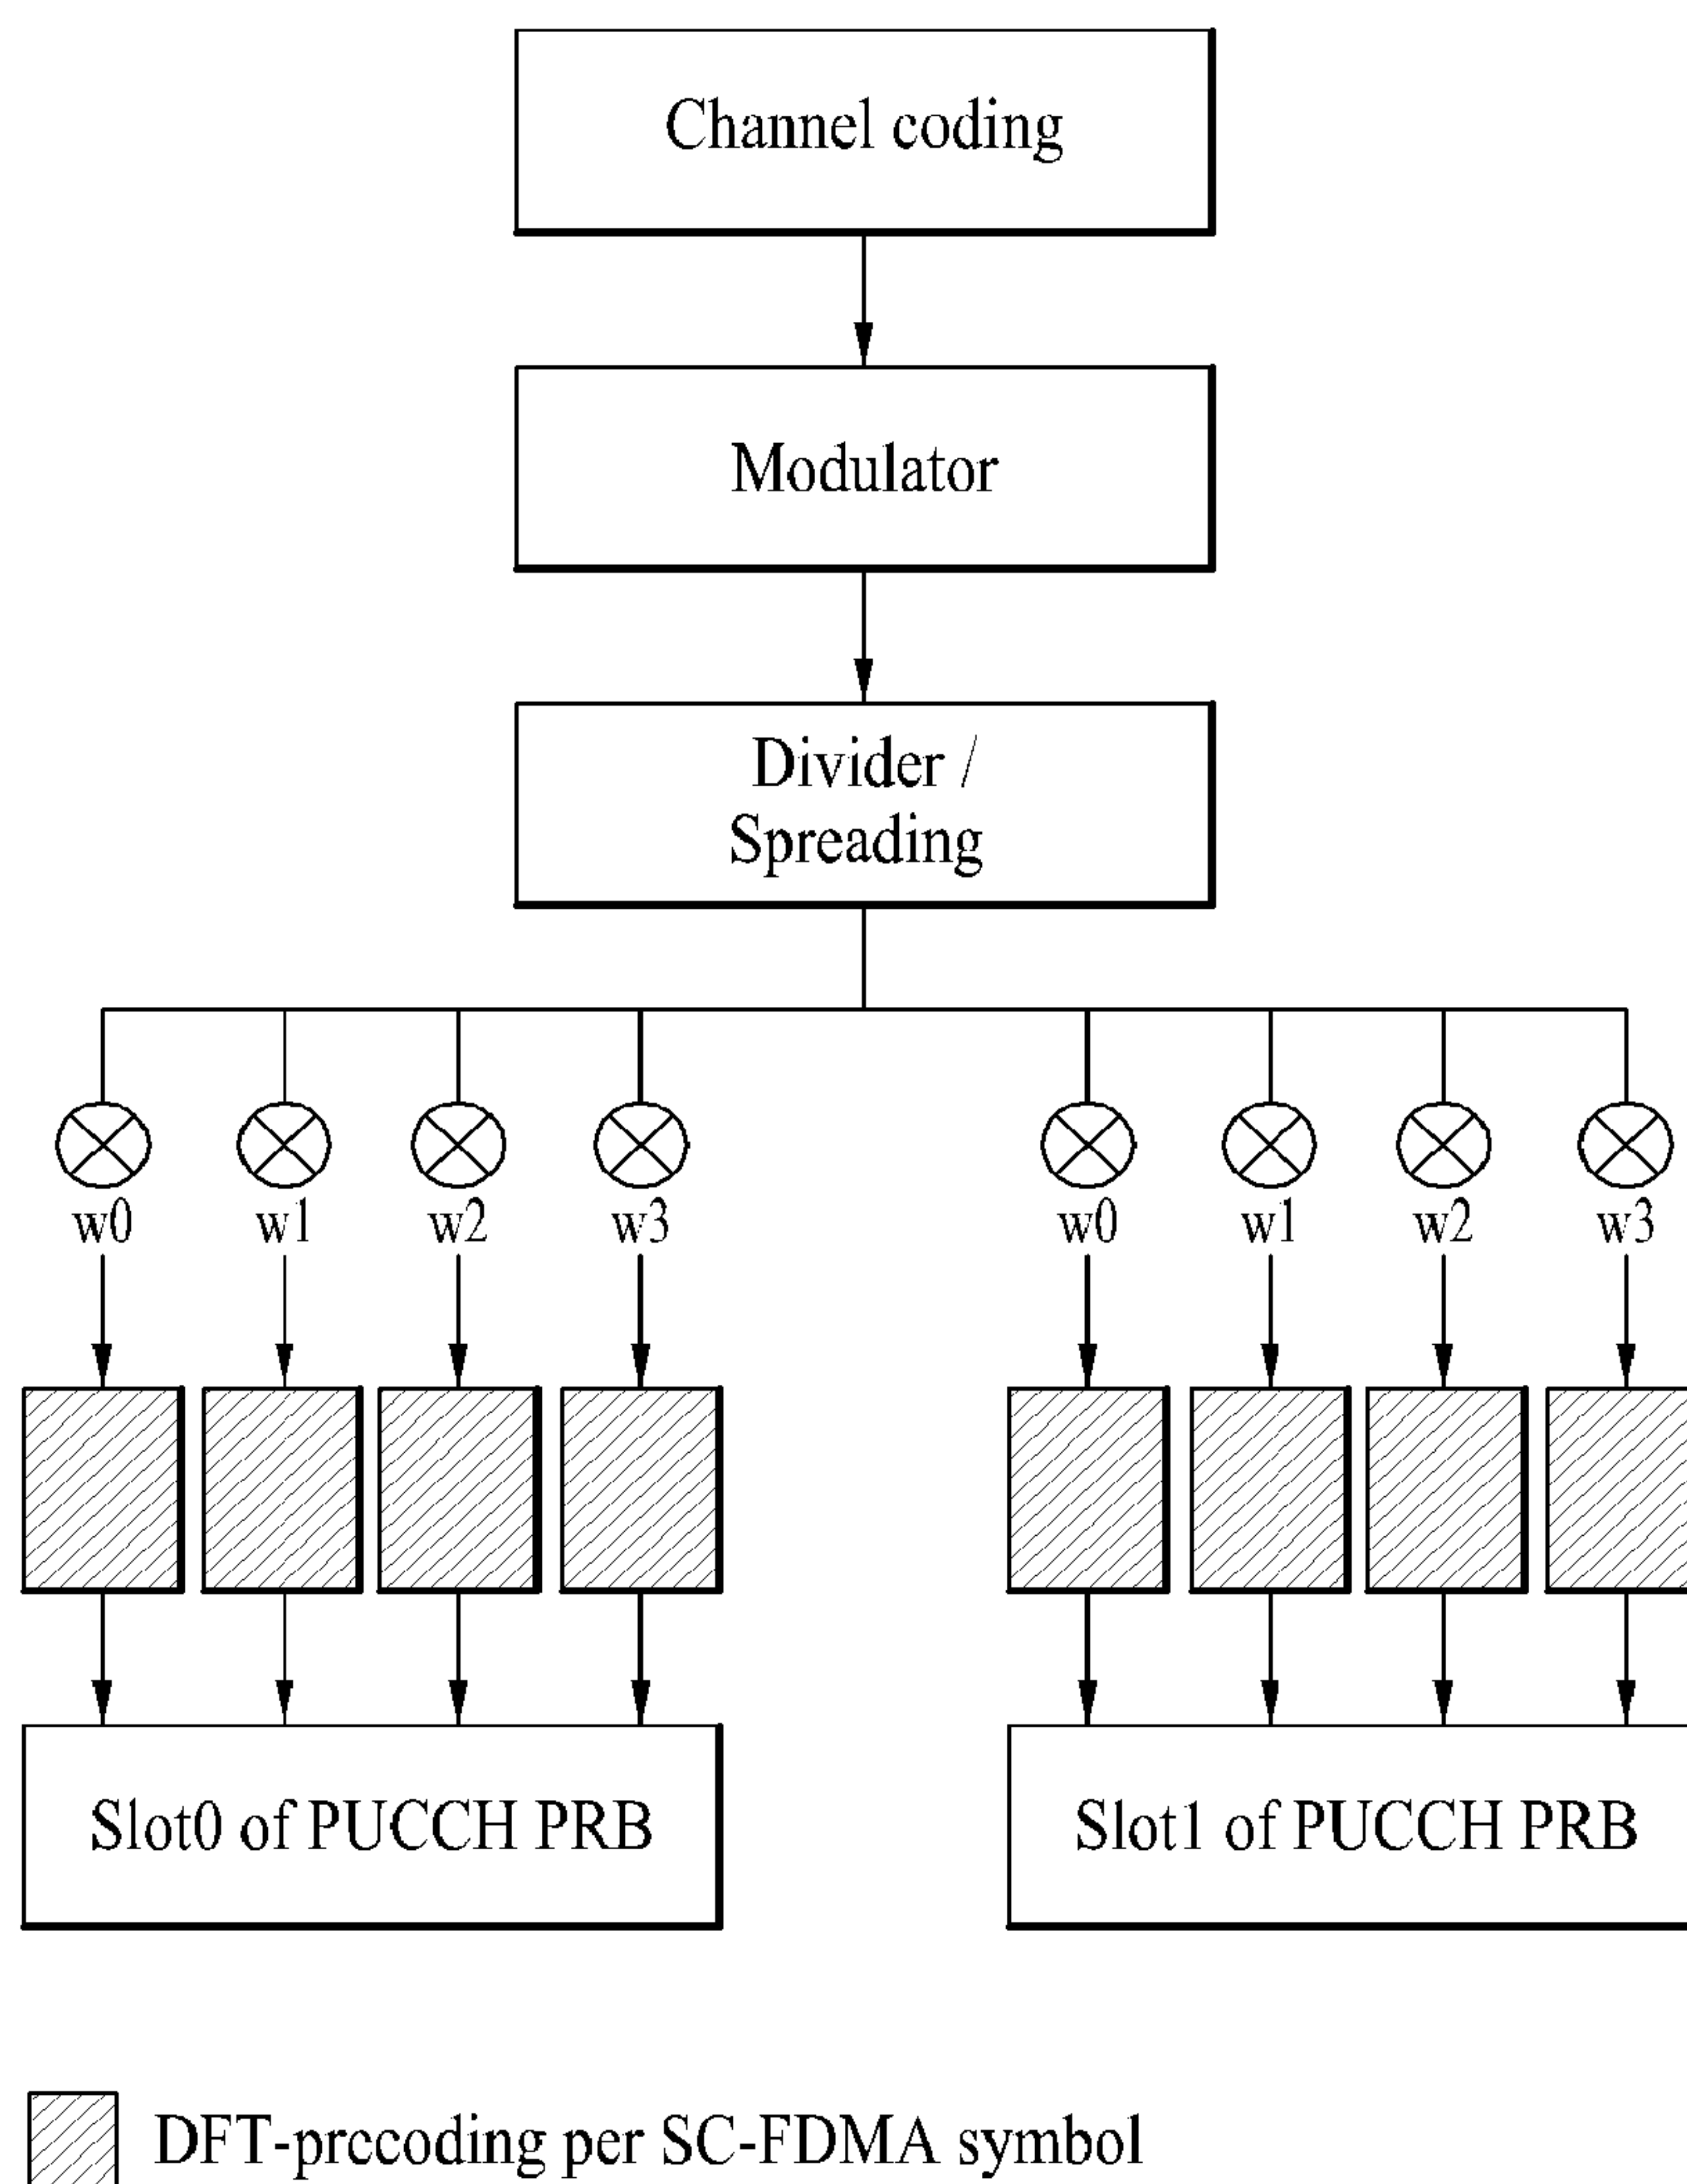 Channel coding
Modulator
Divider /
Spreading
w0 w1 w2 w3 w0 w1 w2 w3
Slot0 of PUCCH PRB Slot1 of PUCCH PRB
DFT-precoding per SC-FDMA symbol